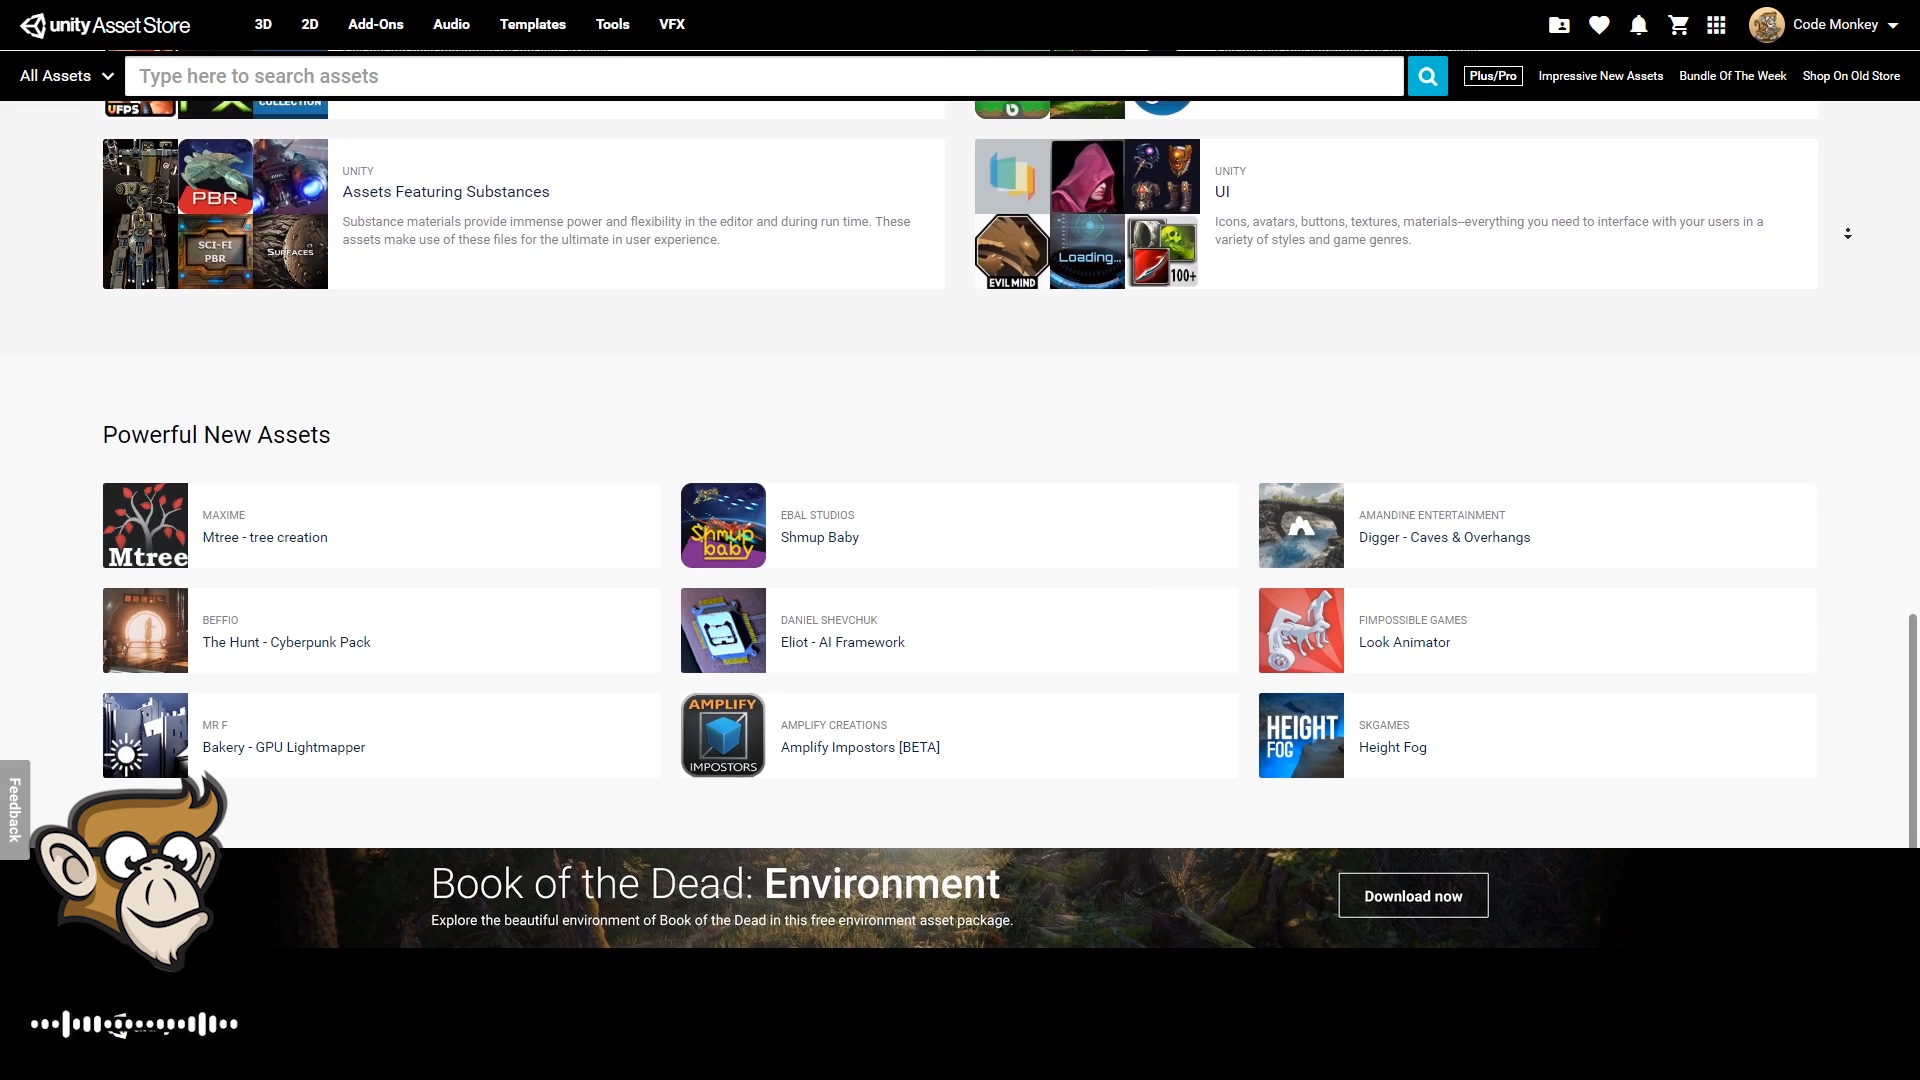 unity Asset Store
3D
2D
Add-Ons
Audio
Templates
Tools
VFX
Code Monkey
All Assets
Type here to search assets
Plus/Pro
Impressive New Assets
Bundle Of The Week
Shop On Old Store
UFPS
COLLECTION
PBR
SCI-FI
PBR
SURFACES
UNITY
Assets Featuring Substances
Substance materials provide immense power and flexibility in the editor and during run time. These
assets make use of these files for the ultimate in user experience.
EVIL MIND
Loading...
100+
UNITY
UI
Icons, avatars, buttons, textures, materials–everything you need to interface with your users in a
variety of styles and game genres.
Powerful New Assets
Mtree
MAXIME
Mtree - tree creation
Shmup
baby
EBAL STUDIOS
Shmup Baby
AMANDINE ENTERTAINMENT
Digger - Caves & Overhangs
BEFFIO
The Hunt - Cyberpunk Pack
DANIEL SHEVCHUK
Eliot - AI Framework
FIMPOSSIBLE GAMES
Look Animator
MR F
Bakery - GPU Lightmapper
AMPLIFY
IMPOSTORS
AMPLIFY CREATIONS
Amplify Impostors [BETA]
HEIGHT
FOG
SKGAMES
Height Fog
Feedback
Book of the Dead: Environment
Explore the beautiful environment of Book of the Dead in this free environment asset package.
Download now